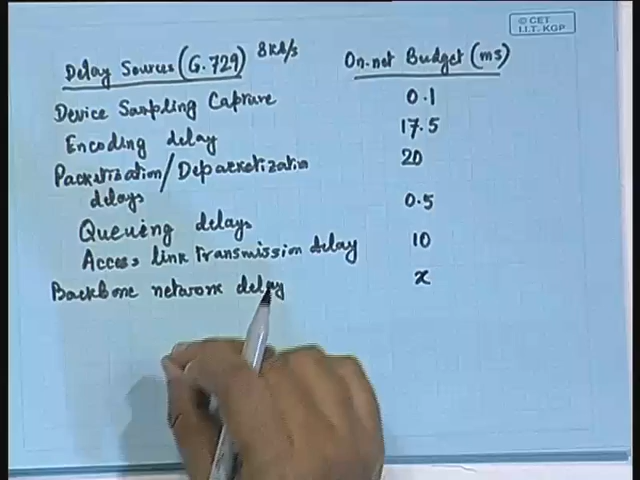 © CET
I.I.T. KGP
Delay Sources (G.729) 8Kb/s On-net Budget (ms)
Device Sampling Capture 0.1
Encoding delay 17.5
Packetization/Depacketization 20
delays
Queuing delays 0.5
Access link transmission delay 10
Backbone network delay x